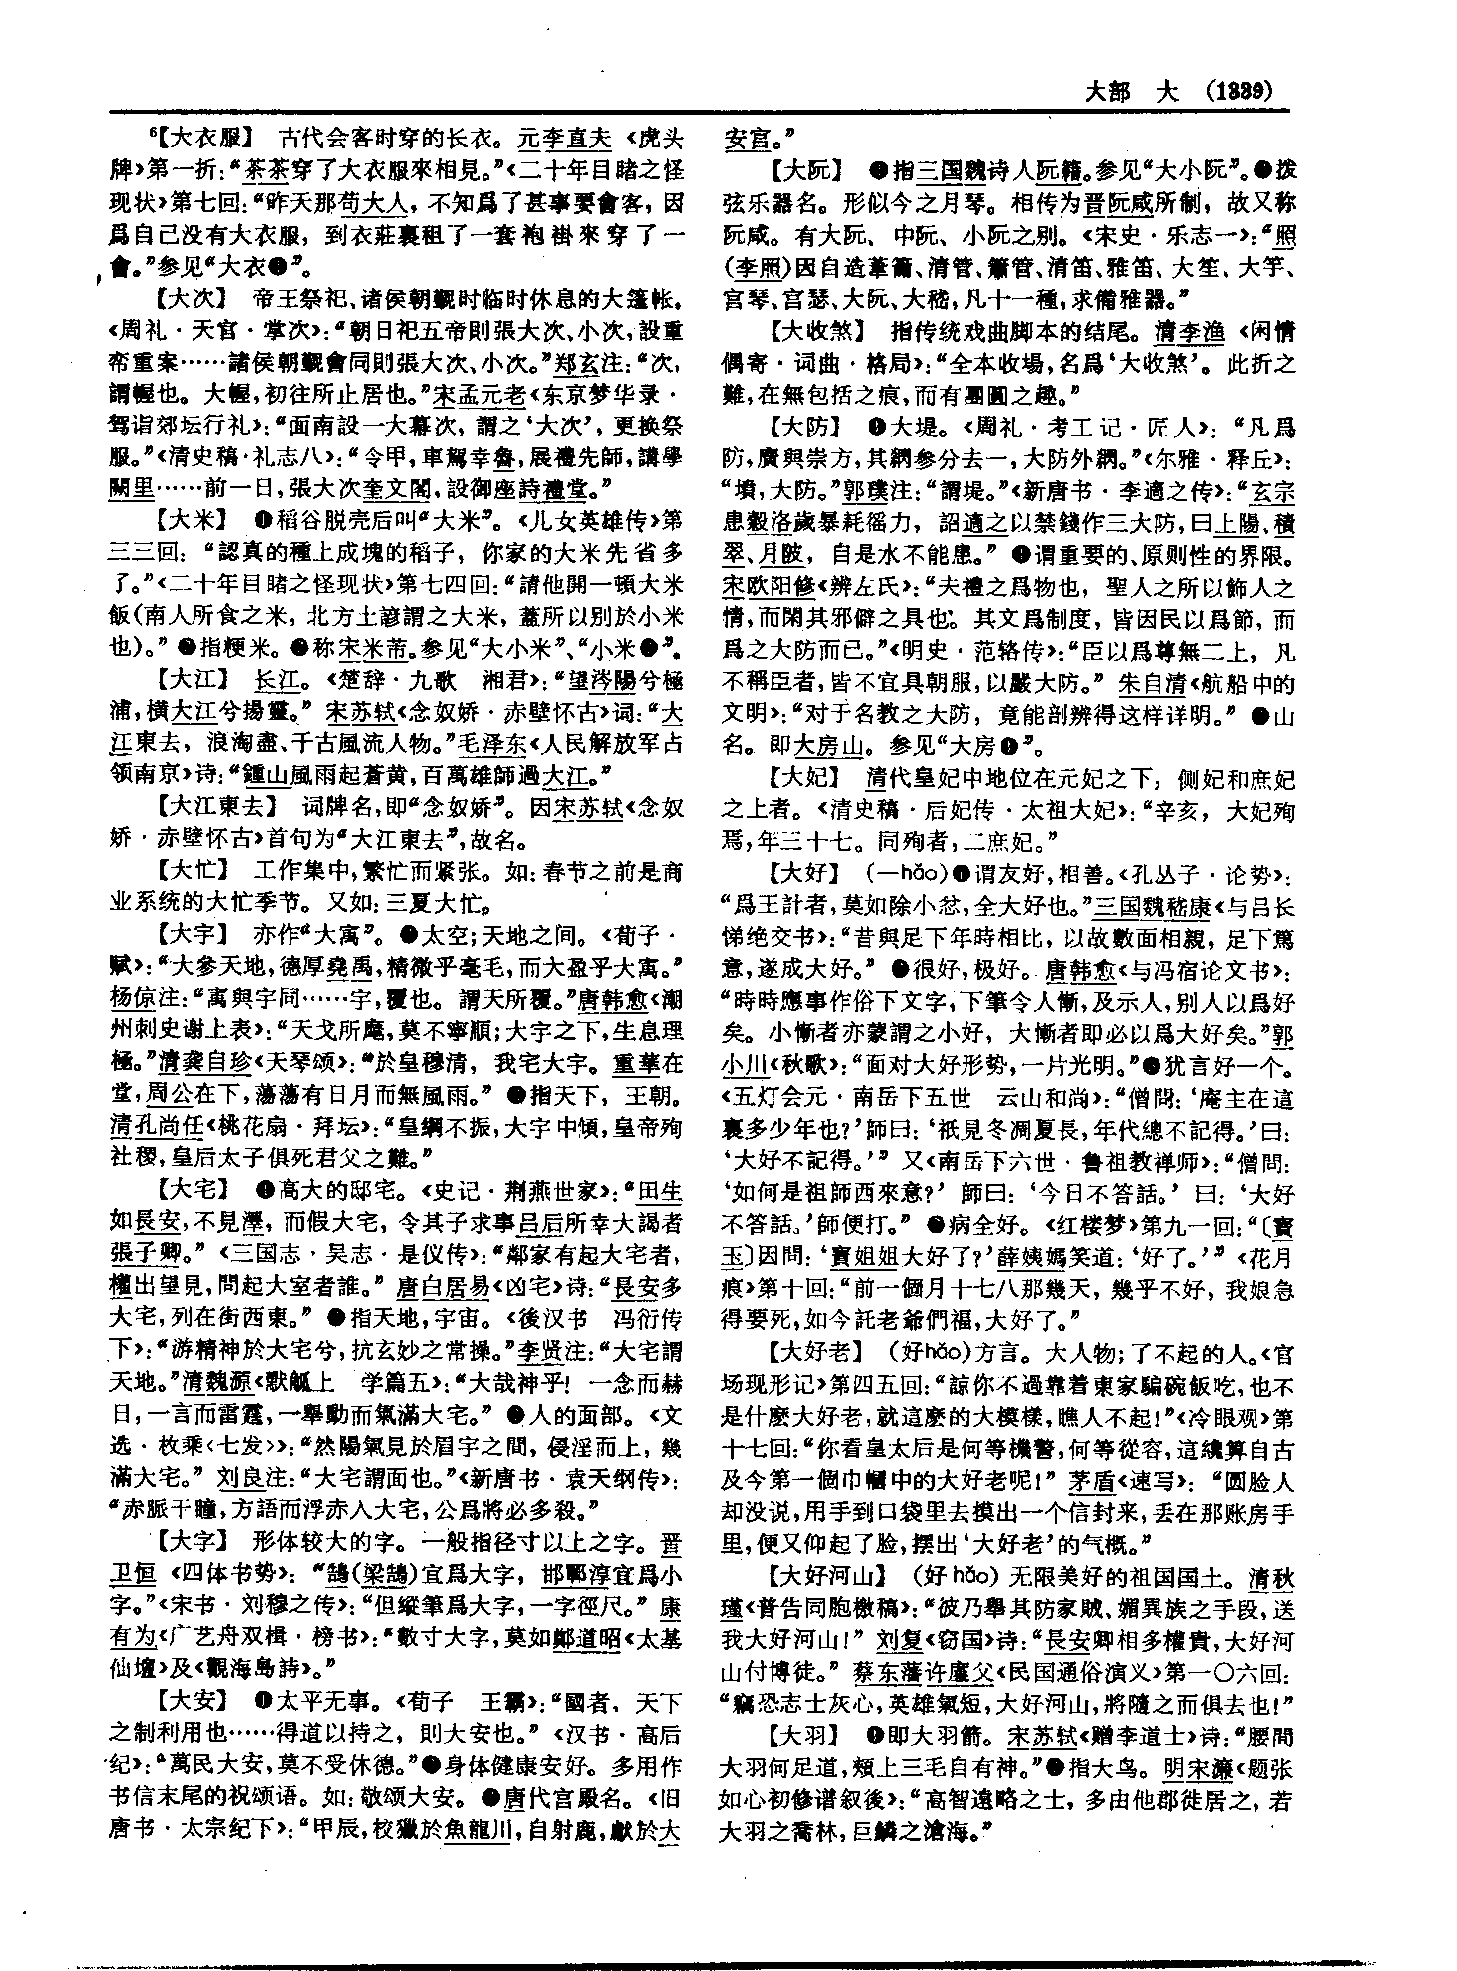 大部　大　(1339)
⁶【大衣服】　古代会客时穿的长衣。元李直夫《虎头
牌》第一折：“茶茶穿了大衣服來相見。”《二十年目睹之怪
现状》第七回：“昨天那苟大人，不知爲了甚事要會客，因
爲自己没有大衣服，到衣莊裏租了一套袍褂來穿了一
會。”参见“大衣●”。
【大次】　帝王祭祀、诸侯朝覲时临时休息的大篷帐。
《周礼·天官·掌次》：“朝日祀五帝則張大次、小次，設重
帟重案……諸侯朝覲會同則張大次、小次。”郑玄注：“次，
謂幄也。大幄，初往所止居也。”宋孟元老《东京梦华录·
驾诣郊坛行礼》：“面南設一大幕次，謂之‘大次’，更换祭
服。”《清史稿·礼志八》：“令甲，車駕幸魯，展禮先師，講學
闕里……前一日，張大次奎文閣，設御座詩禮堂。”
【大米】　❶稻谷脱壳后叫“大米”。《儿女英雄传》第
三三回：“認真的種上成塊的稻子，你家的大米先省多
了。”《二十年目睹之怪现状》第七四回：“請他開一頓大米
飯(南人所食之米，北方土諺謂之大米，蓋所以别於小米
也)。”●指粳米。●称宋米芾。参见“大小米”、“小米●”。
【大江】　长江。《楚辞·九歌　湘君》：“望涔陽兮極
浦，横大江兮揚靈。”宋苏轼《念奴娇·赤壁怀古》词：“大
江東去，浪淘盡、千古風流人物。”毛泽东《人民解放军占
领南京》诗：“鍾山風雨起蒼黄，百萬雄師過大江。”
【大江東去】　词牌名，即“念奴娇”。因宋苏轼《念奴
娇·赤壁怀古》首句为“大江東去”，故名。
【大忙】　工作集中，繁忙而紧张。如：春节之前是商
业系统的大忙季节。又如：三夏大忙。
【大宇】　亦作“大㝢”。●太空；天地之间。《荀子·
赋》：“大參天地，德厚堯禹，精微乎毫毛，而大盈乎大㝢。”
杨倞注：“㝢與宇同……宇，覆也。謂天所覆。”唐韩愈《潮
州刺史谢上表》：“天戈所麾，莫不寧順；大宇之下，生息理
極。”清龚自珍《天琴颂》：“於皇穆清，我宅大宇。重華在
堂，周公在下，蕩蕩有日月而無風雨。”●指天下，王朝。
清孔尚任《桃花扇·拜坛》：“皇綱不振，大宇中傾，皇帝殉
社稷，皇后太子俱死君父之難。”
【大宅】　❶高大的邸宅。《史记·荆燕世家》：“田生
如長安，不見澤，而假大宅，令其子求事吕后所幸大謁者
張子卿。”《三国志·吴志·是仪传》：“鄰家有起大宅者，
權出望見，問起大室者誰。”唐白居易《凶宅》诗：“長安多
大宅，列在街西東。”●指天地，宇宙。《後汉书　冯衍传
下》：“游精神於大宅兮，抗玄妙之常操。”李贤注：“大宅謂
天地。”清魏源《默觚上　学篇五》：“大哉神乎！一念而赫
日，一言而雷霆，一舉動而氣滿大宅。”●人的面部。《文
选·枚乘〈七发〉》：“然陽氣見於眉宇之間，侵淫而上，幾
滿大宅。”刘良注：“大宅謂面也。”《新唐书·袁天纲传》：
“赤脈干瞳，方語而浮赤入大宅，公爲將必多殺。”
【大字】　形体较大的字。一般指径寸以上之字。晋
卫恒《四体书势》：“鵠(梁鵠)宜爲大字，邯鄲淳宜爲小
字。”《宋书·刘穆之传》：“但縱筆爲大字，一字徑尺。”康
有为《广艺舟双楫·榜书》：“數寸大字，莫如鄭道昭《太基
仙壇》及《觀海島詩》。”
【大安】　❶太平无事。《荀子　王霸》：“國者，天下
之制利用也……得道以持之，則大安也。”《汉书·高后
纪》：“萬民大安，莫不受休德。”●身体健康安好。多用作
书信末尾的祝颂语。如：敬颂大安。●唐代宫殿名。《旧
唐书·太宗纪下》：“甲辰，校獵於魚龍川，自射鹿，獻於大
安宫。”
【大阮】　●指三国魏诗人阮籍。参见“大小阮”。●拨
弦乐器名。形似今之月琴。相传为晋阮咸所制，故又称
阮咸。有大阮、中阮、小阮之别。《宋史·乐志一》：“照
(李照)因自造葦籥、清管、簫管、清笛、雅笛、大笙、大竽、
宫琴、宫瑟、大阮、大嵇，凡十一種，求備雅器。”
【大收煞】　指传统戏曲脚本的结尾。清李渔《闲情
偶寄·词曲·格局》：“全本收場，名爲‘大收煞’。此折之
難，在無包括之痕，而有團圓之趣。”
【大防】　❶大堤。《周礼·考工记·匠人》：“凡爲
防，廣與崇方，其䊹参分去一，大防外䊹。”《尔雅·释丘》：
“墳，大防。”郭璞注：“謂堤。”《新唐书·李適之传》：“玄宗
患穀洛歲暴耗徭力，詔適之以禁錢作三大防，曰上陽、積
翠、月陂，自是水不能患。”●谓重要的、原则性的界限。
宋欧阳修《辨左氏》：“夫禮之爲物也，聖人之所以飾人之
情，而閑其邪僻之具也。其文爲制度，皆因民以爲節，而
爲之大防而已。”《明史·范辂传》：“臣以爲尊無二上，凡
不稱臣者，皆不宜具朝服，以嚴大防。”朱自清《航船中的
文明》：“对于名教之大防，竟能剖辨得这样详明。”●山
名。即大房山。参见“大房❶”。
【大妃】　清代皇妃中地位在元妃之下，侧妃和庶妃
之上者。《清史稿·后妃传·太祖大妃》：“辛亥，大妃殉
焉，年三十七。同殉者，二庶妃。”
【大好】　(一hǎo)❶谓友好，相善。《孔丛子·论势》：
“爲王計者，莫如除小忿，全大好也。”三国魏嵇康《与吕长
悌绝交书》：“昔與足下年時相比，以故數面相親，足下篤
意，遂成大好。”●很好，极好。唐韩愈《与冯宿论文书》：
“時時應事作俗下文字，下筆令人慚，及示人，别人以爲好
矣。小慚者亦蒙謂之小好，大慚者即必以爲大好矣。”郭
小川《秋歌》：“面对大好形势，一片光明。”●犹言好一个。
《五灯会元·南岳下五世　云山和尚》：“僧問：‘庵主在這
裏多少年也？’師曰：‘衹見冬凋夏長，年代總不記得。’曰：
‘大好不記得。’”又《南岳下六世·鲁祖教禅师》：“僧問：
‘如何是祖師西來意？’師曰：‘今日不答話。’曰：‘大好
不答話。’師便打。”●病全好。《红楼梦》第九一回：“〔寶
玉〕因問：‘寶姐姐大好了？’薛姨媽笑道：‘好了。’”《花月
痕》第十回：“前一個月十七八那幾天，幾乎不好，我娘急
得要死，如今託老爺們福，大好了。”
【大好老】　(好hǎo)方言。大人物；了不起的人。《官
场现形记》第四五回：“諒你不過靠着東家騙碗飯吃，也不
是什麽大好老，就這麽的大模樣，瞧人不起！”《冷眼观》第
十七回：“你看皇太后是何等機警，何等從容，這纔算自古
及今第一個巾幗中的大好老呢！”茅盾《速写》：“圆脸人
却没说，用手到口袋里去摸出一个信封来，丢在那账房手
里，便又仰起了脸，摆出‘大好老’的气概。”
【大好河山】　(好hǎo)无限美好的祖国国土。清秋
瑾《普告同胞檄稿》：“彼乃舉其防家賊、媚異族之手段，送
我大好河山！”刘复《窃国》诗：“長安卿相多權貴，大好河
山付博徒。”蔡东藩许廑父《民国通俗演义》第一〇六回：
“竊恐志士灰心，英雄氣短，大好河山，將隨之而俱去也！”
【大羽】　❶即大羽箭。宋苏轼《赠李道士》诗：“腰間
大羽何足道，頰上三毛自有神。”●指大鸟。明宋濂《题张
如心初修谱叙後》：“高智遠略之士，多由他郡徙居之，若
大羽之喬林，巨鱗之滄海。”